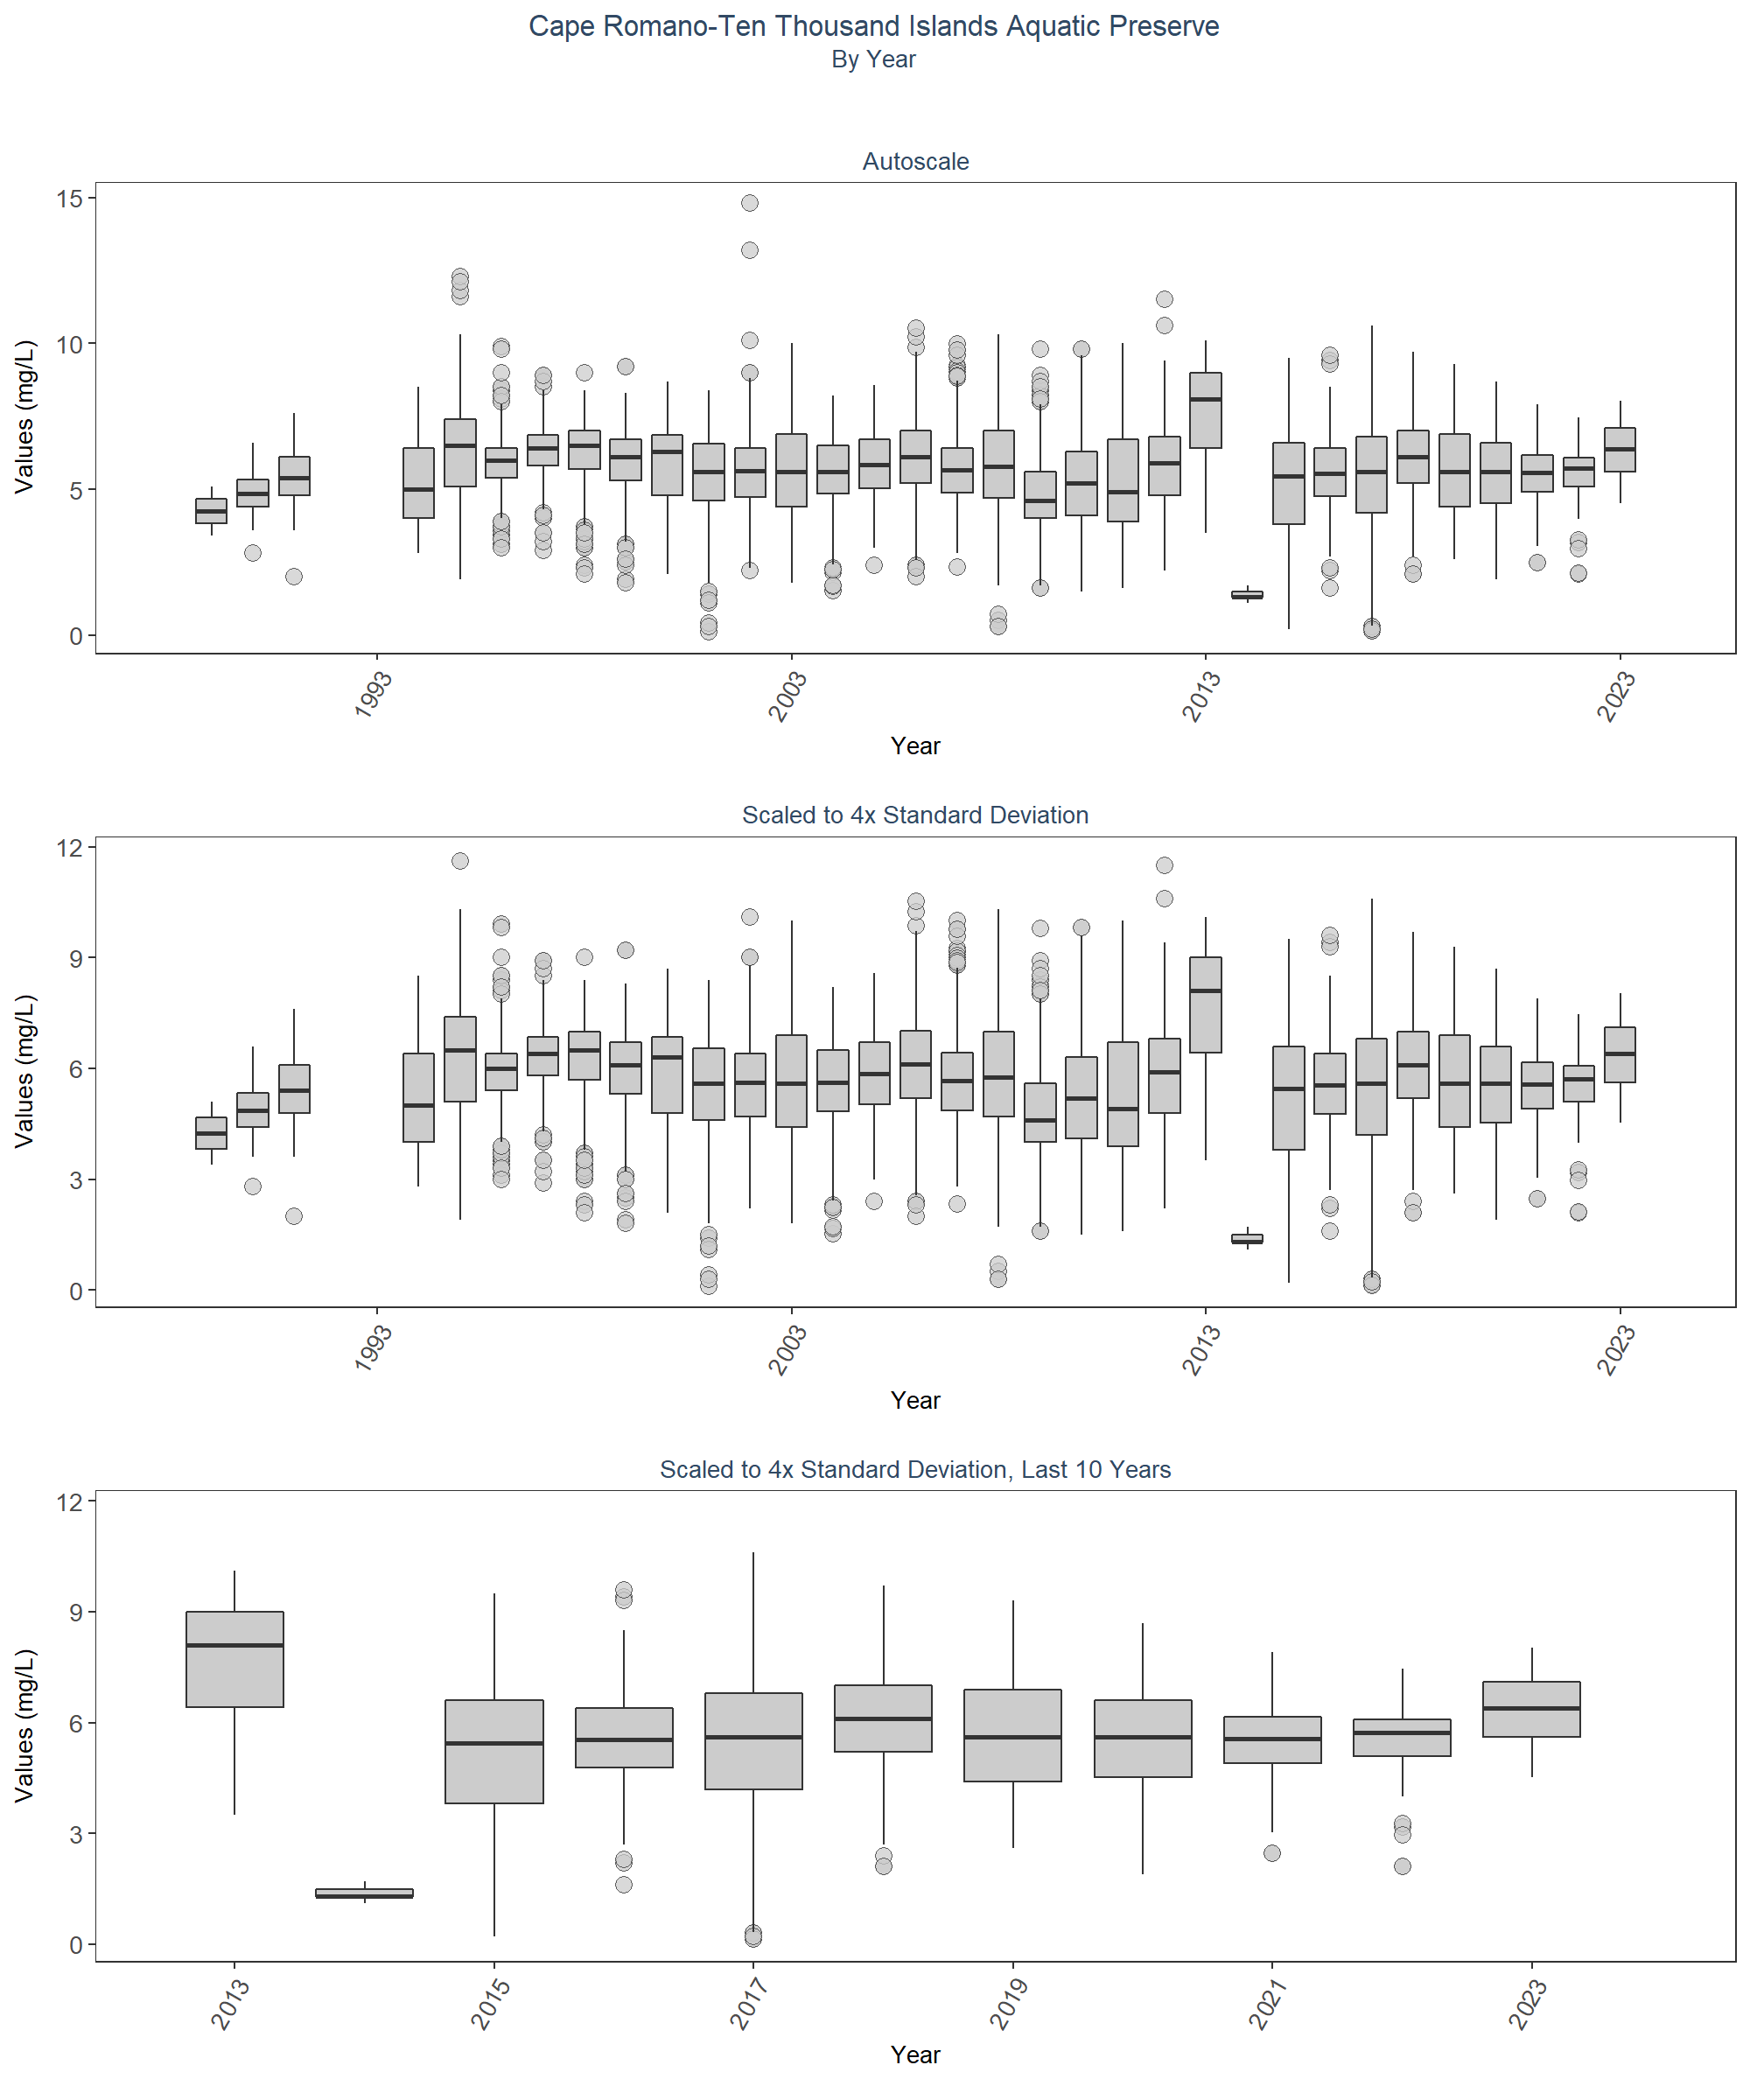 Cape Romano-Ten Thousand Islands Aquatic Preserve
By Year
Autoscale
Values (mg/L)
15
10
5
0
1993
2003
2013
2023
Year
Scaled to 4x Standard Deviation
Values (mg/L)
12
9
6
3
0
1993
2003
2013
2023
Year
Scaled to 4x Standard Deviation, Last 10 Years
Values (mg/L)
12
9
6
3
0
2013
2015
2017
2019
2021
2023
Year